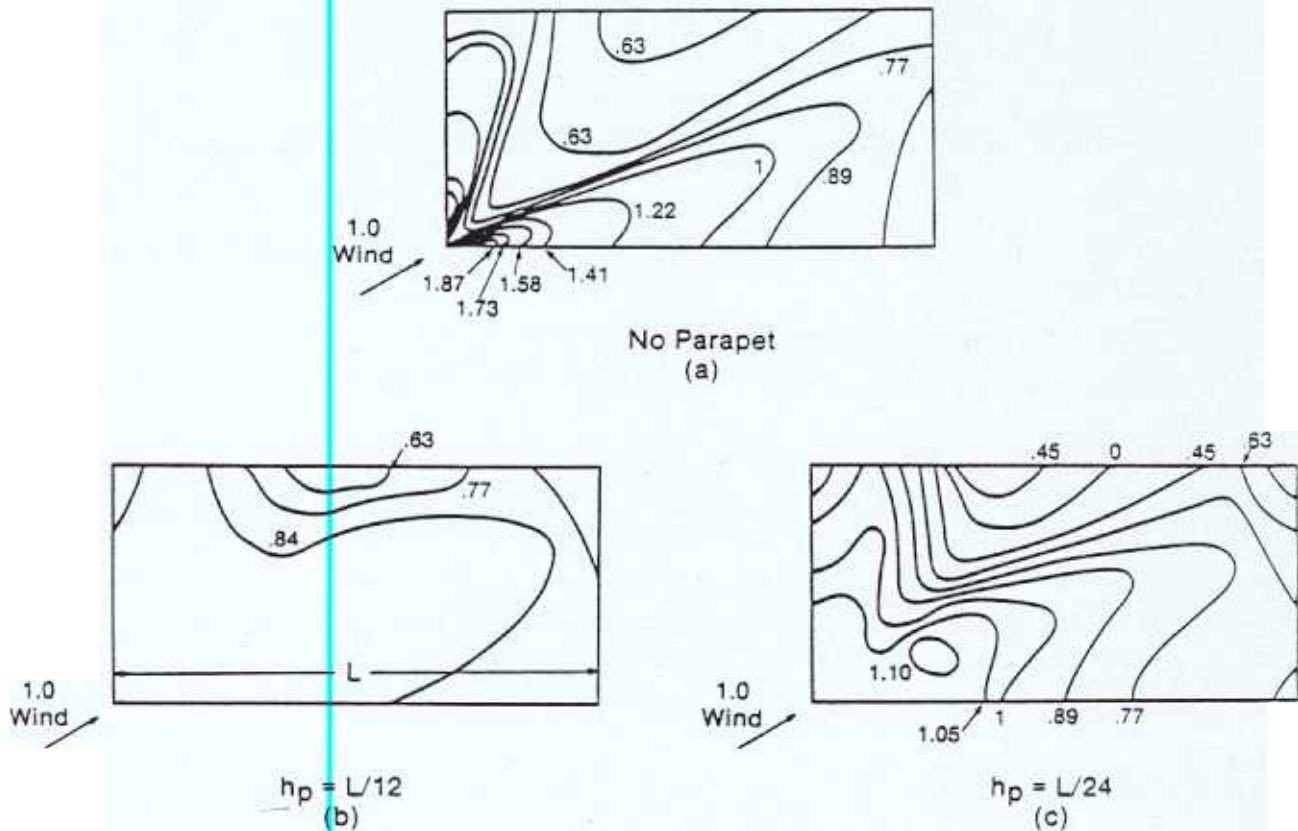 .63
.77
.63
1
.89
1.22
1.0
Wind
1.87
1.73
1.58
1.41
No Parapet
(a)
.63
.77
.84
L
1.0
Wind
hp = L/12
(b)
.45
0
.45
.63
1.10
1.0
Wind
1.05
1
.89
.77
hp = L/24
(c)